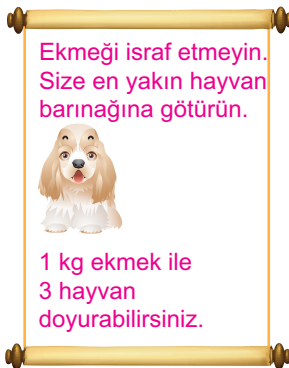 Ekmeği israf etmeyin.
Size en yakın hayvan
barınağına götürün.
1 kg ekmek ile
3 hayvan
doyurabilirsiniz.